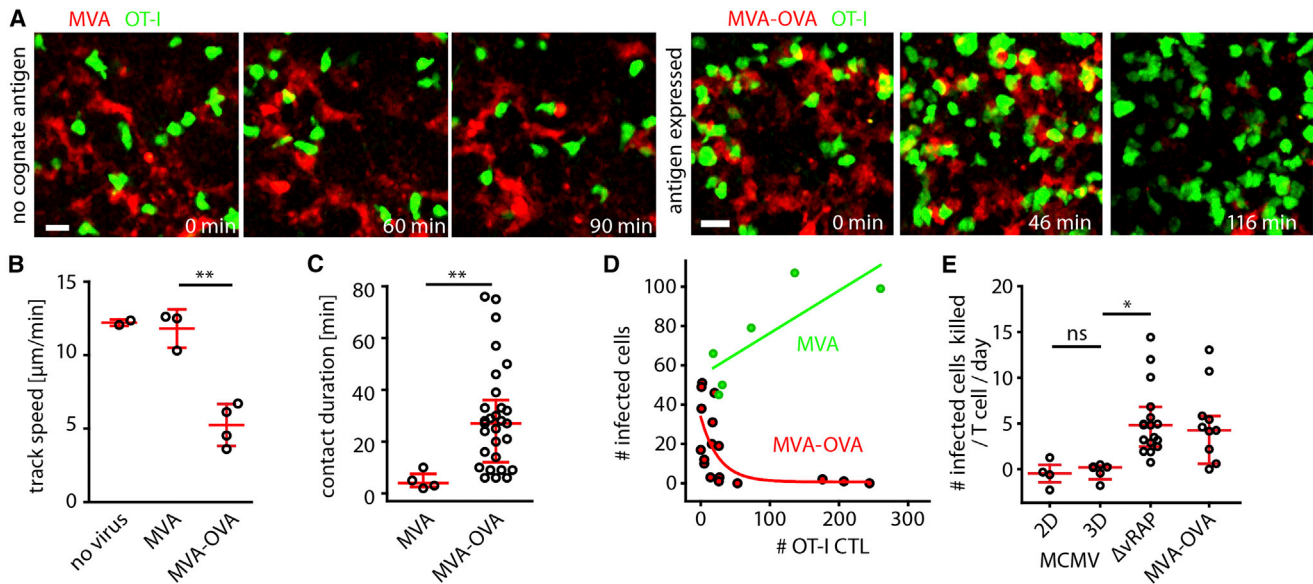 A
MVA OT-I
MVA-OVA OT-I
no cognate antigen
0 min
60 min
90 min
antigen expressed
0 min
46 min
116 min
B
track speed [µm/min]
15
10
5
0
**
no virus
MVA
MVA-OVA
C
contact duration [min]
80
60
40
20
0
**
MVA
MVA-OVA
D
# infected cells
100
80
60
40
20
0
MVA
MVA-OVA
0
100
200
300
# OT-I CTL
E
# infected cells killed
/ T cell / day
20
15
10
5
0
-5
ns
*
2D
3D
MCMV
ΔvRAP
MVA-OVA